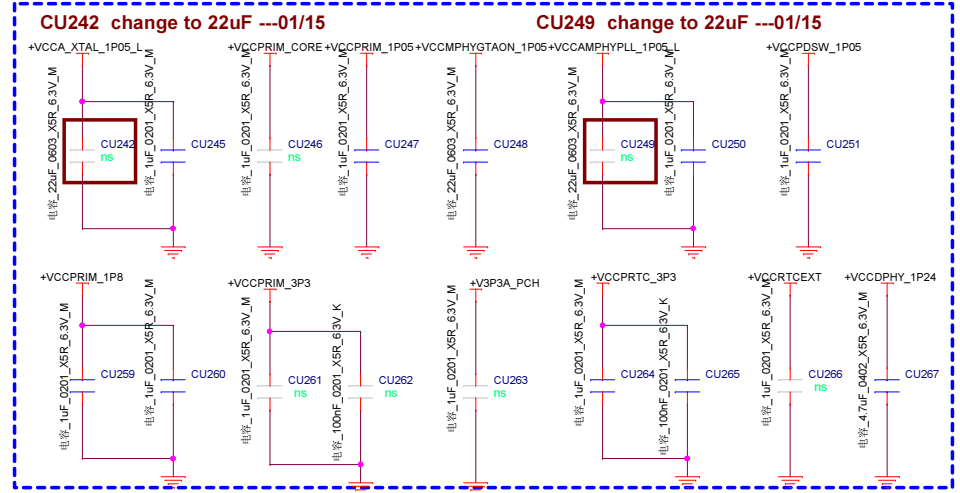 CU242 change to 22uF ---01/15
CU249 change to 22uF ---01/15
+VCCA_XTAL_1P05_L
+VCCPRIM_CORE
+VCCPRIM_1P05
+VCCMPHYGTAON_1P05
+VCCAMPHYPLL_1P05_L
+VCCPDSW_1P05
电容_22uF_0603_X5R_6.3V_M
CU242
ns
电容_1uF_0201_X5R_6.3V_M
CU245
电容_1uF_0201_X5R_6.3V_M
CU246
ns
电容_1uF_0201_X5R_6.3V_M
CU247
电容_22uF_0603_X5R_6.3V_M
CU248
电容_22uF_0603_X5R_6.3V_M
CU249
ns
电容_1uF_0201_X5R_6.3V_M
CU250
电容_1uF_0201_X5R_6.3V_M
CU251
+VCCPRIM_1P8
+VCCPRIM_3P3
+V3P3A_PCH
+VCCPRTC_3P3
+VCCRTCEXT
+VCCDPHY_1P24
电容_1uF_0201_X5R_6.3V_M
CU259
电容_1uF_0201_X5R_6.3V_M
CU260
电容_1uF_0201_X5R_6.3V_M
CU261
ns
电容_100nF_0201_X5R_6.3V_K
CU262
ns
电容_1uF_0201_X5R_6.3V_M
CU263
ns
电容_1uF_0201_X5R_6.3V_M
CU264
电容_100nF_0201_X5R_6.3V_K
CU265
电容_1uF_0201_X5R_6.3V_M
CU266
ns
电容_4.7uF_0402_X5R_6.3V_M
CU267